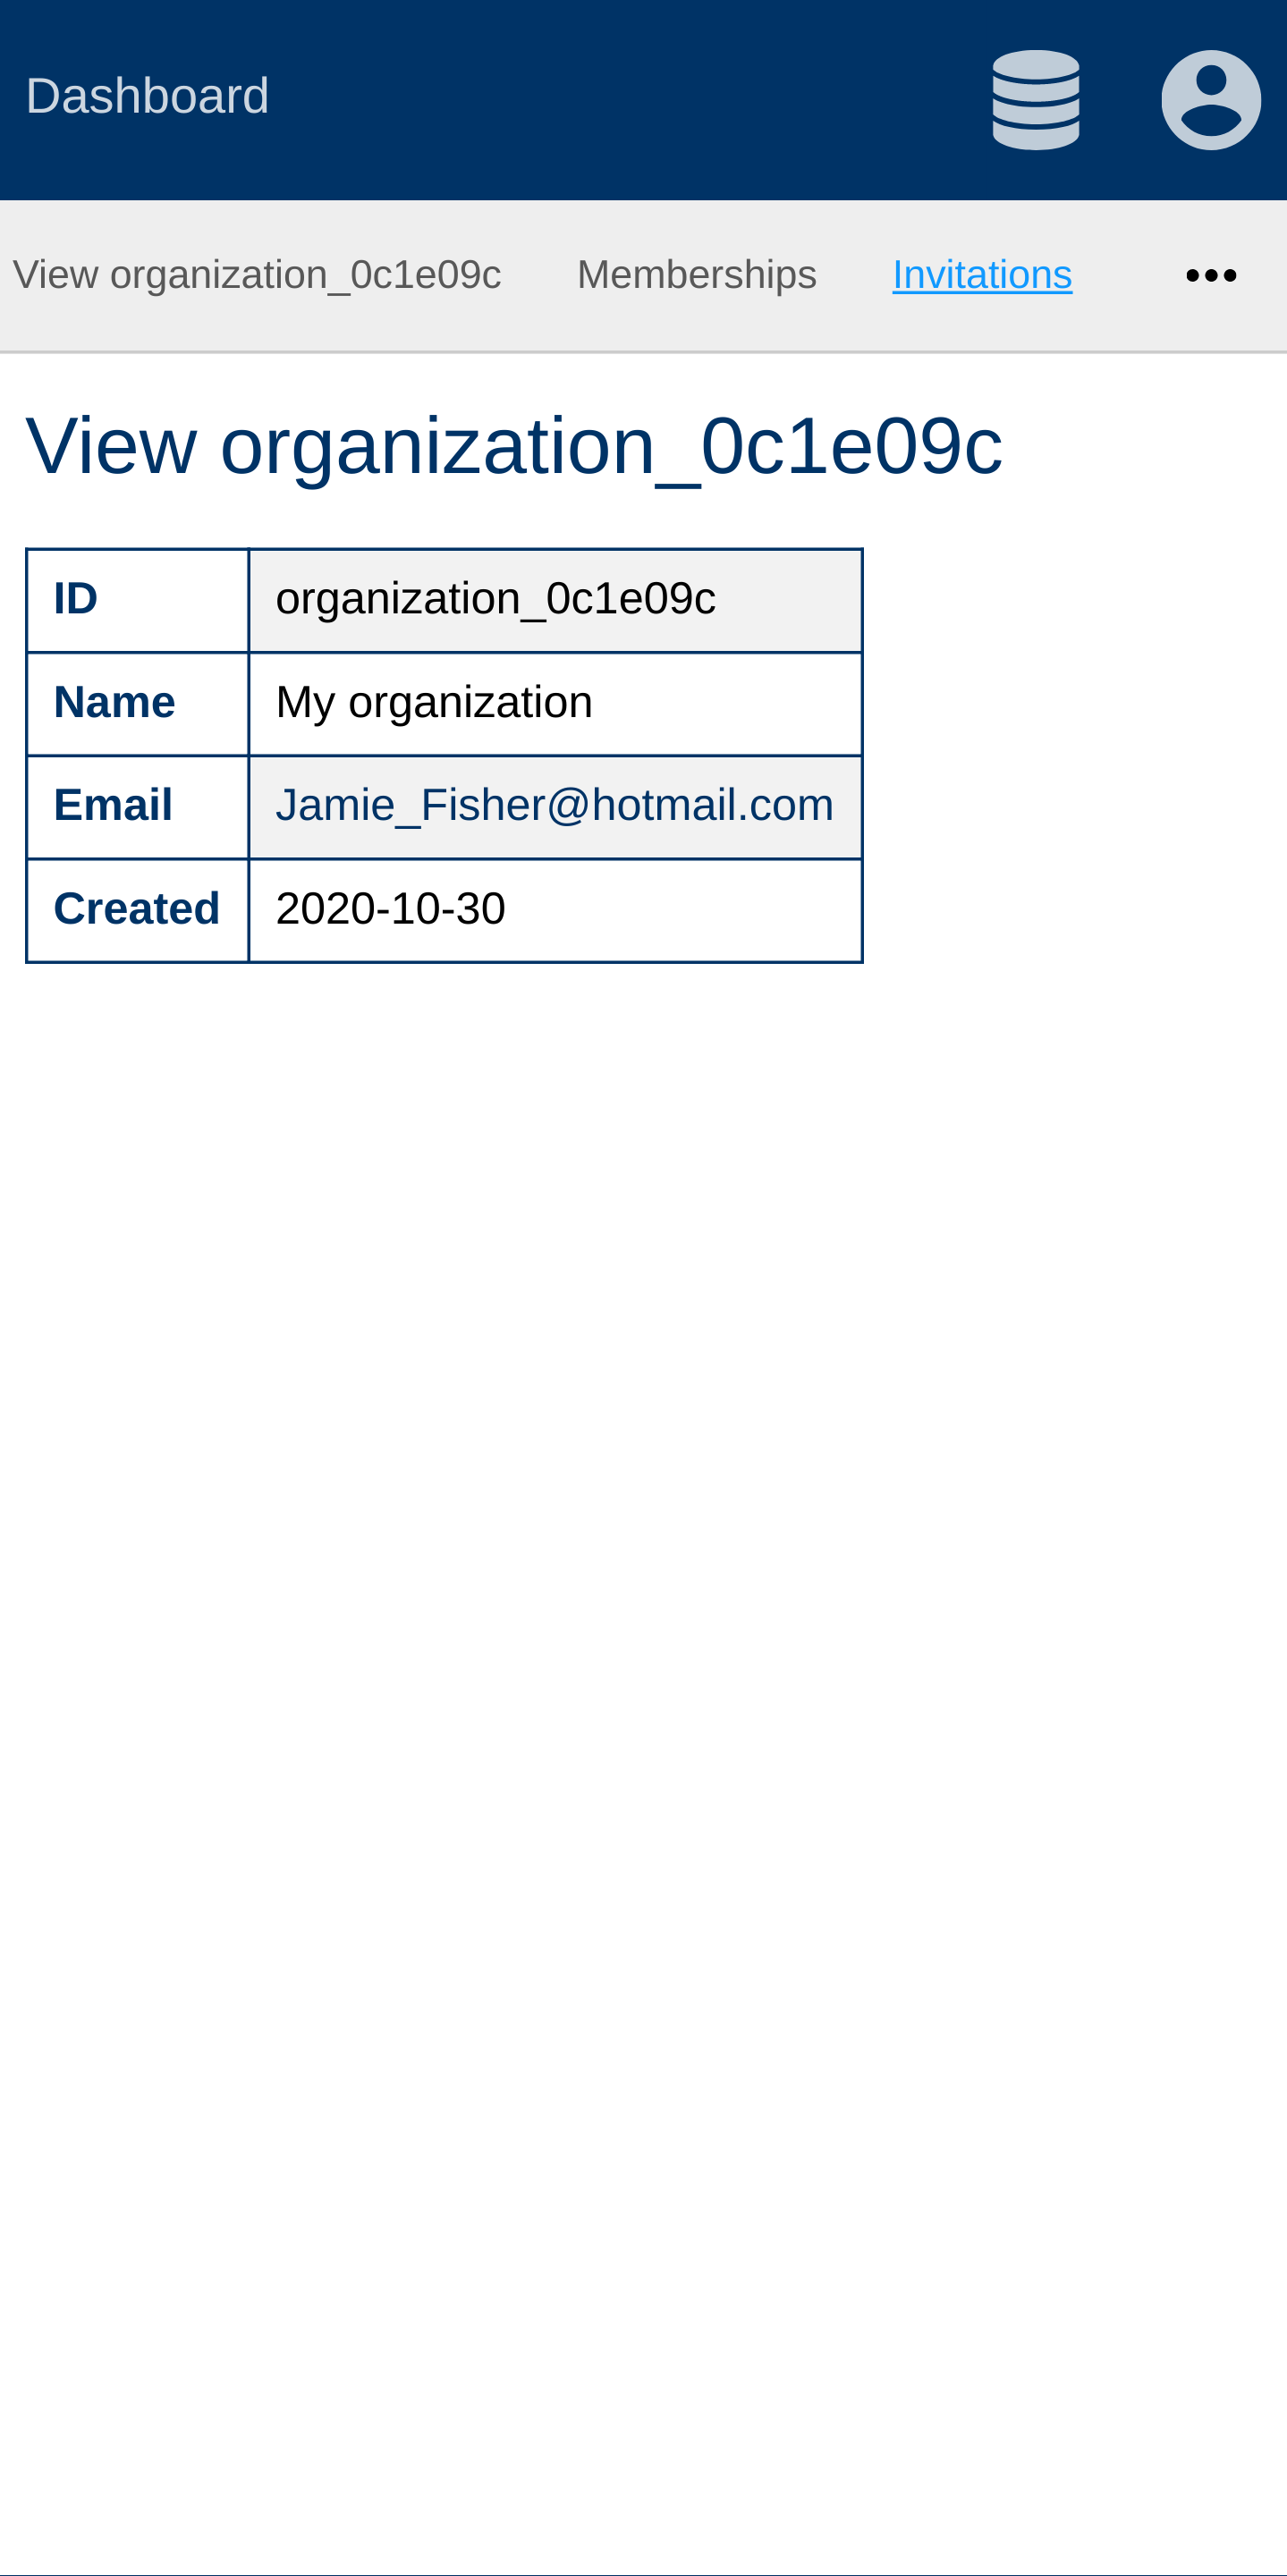 Dashboard
View organization_0c1e09c Memberships Invitations •••
View organization_0c1e09c
ID organization_0c1e09c
Name My organization
Email Jamie_Fisher@hotmail.com
Created 2020-10-30